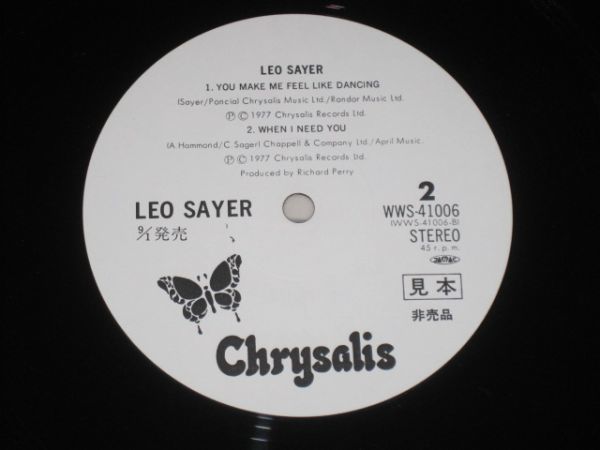 LEO SAYER
1. YOU MAKE ME FEEL LIKE DANCING
(Sayer/Poncial Chrysalis Music Ltd./Rondor Music Ltd.
Ⓟ © 1977 Chrysalis Records Ltd.
2. WHEN I NEED YOU
(A. Hammond/C Sager) Chappell & Company Ltd./April Music.
Ⓟ © 1977 Chrysalis Records Ltd
Produced by Richard Perry
LEO SAYER
9/1発売
2
WWS-41006
(WWS-41006-B)
STEREO
45 r.p.m.
JASRAC
見本
非売品
Chrysalis